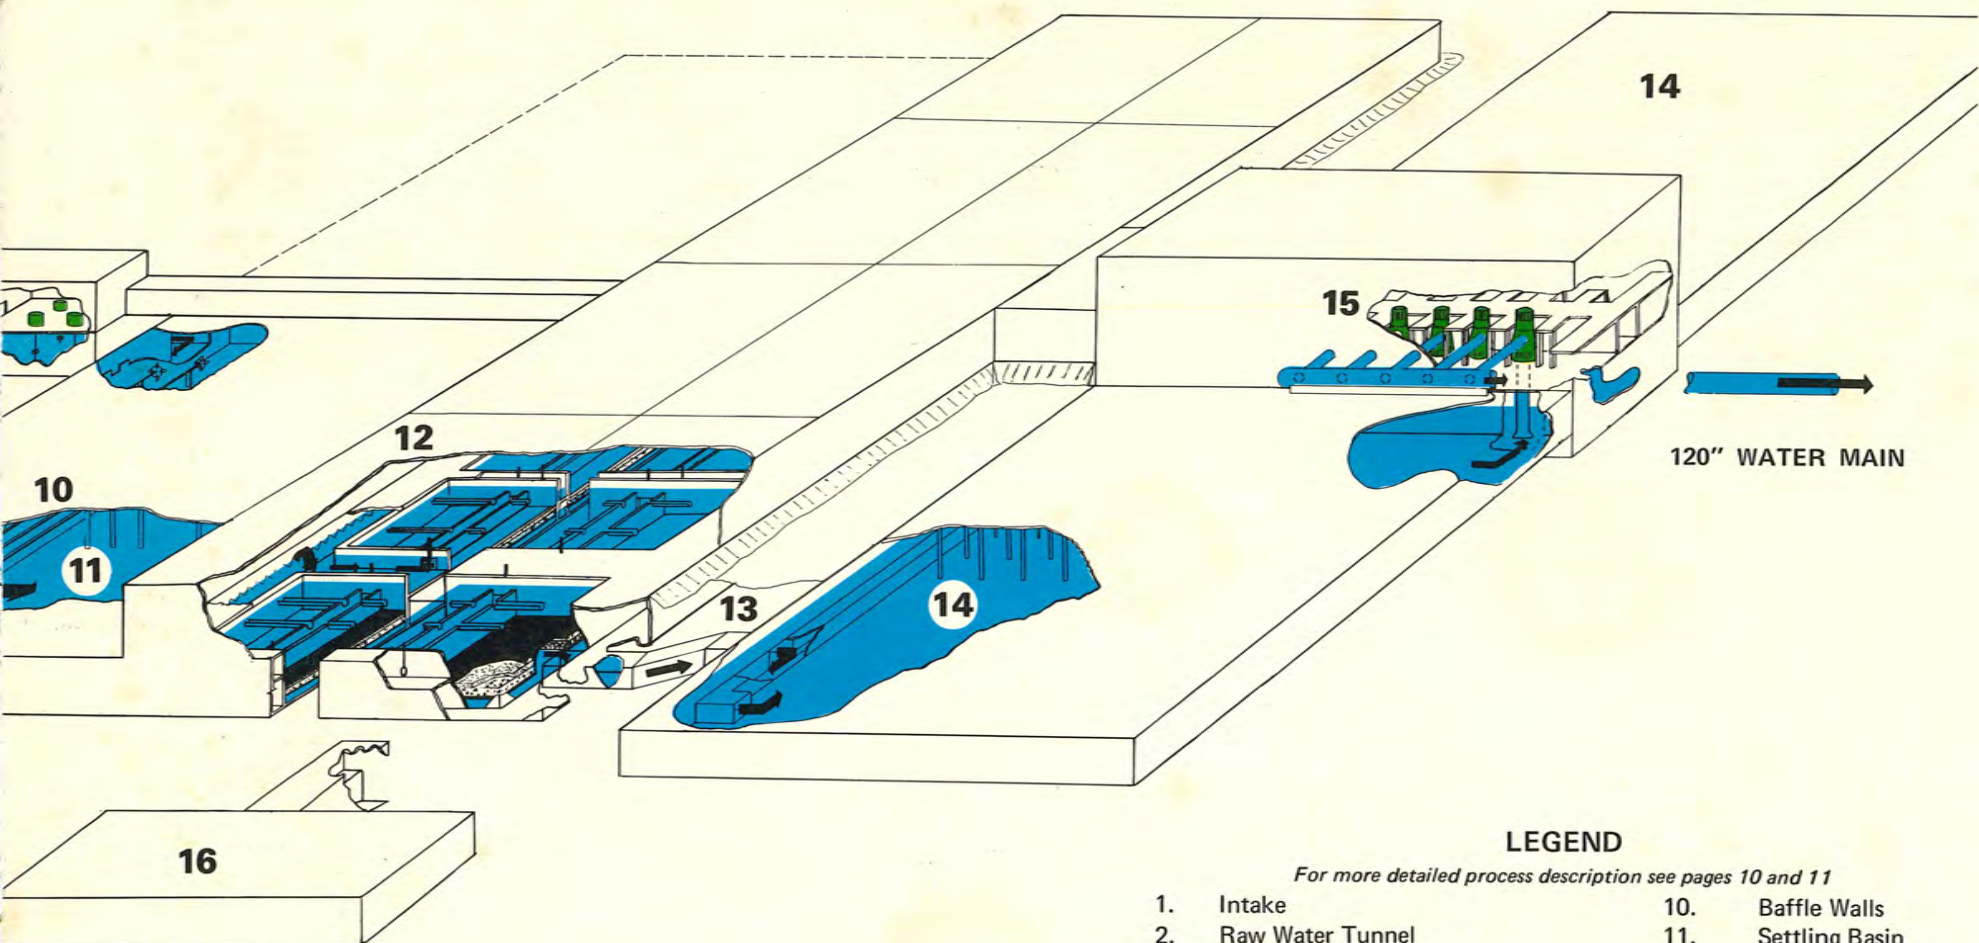 14
15
120" WATER MAIN
12
10
11
13
14
16
LEGEND
For more detailed process description see pages 10 and 11
1. Intake
10. Baffle Walls
2. Raw Water Tunnel
11. Settling Basin